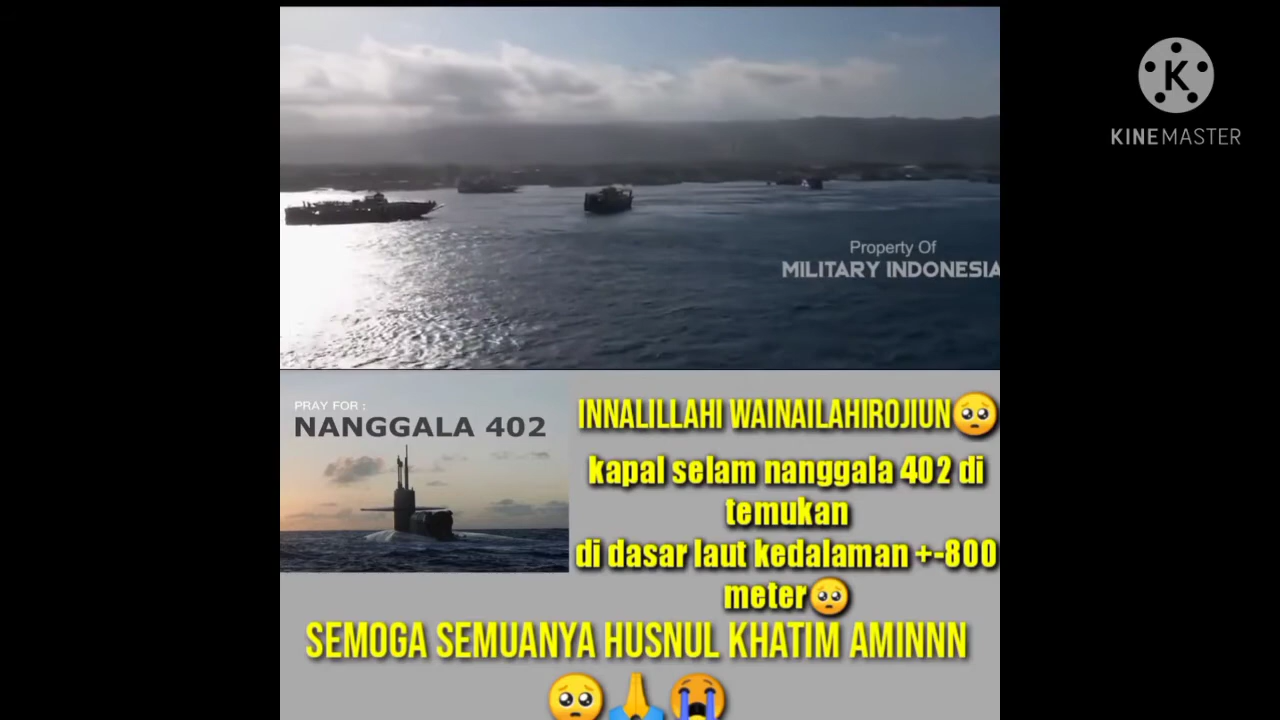 KINEMASTER
Property Of
MILITARY INDONESIA
PRAY FOR :
NANGGALA 402
INNALILLAHI WAINAILAHIROJIUN🥺
kapal selam nanggala 402 di
temukan
di dasar laut kedalaman +-800
meter🥺
SEMOGA SEMUANYA HUSNUL KHATIM AMINNN
🥺🙏😭